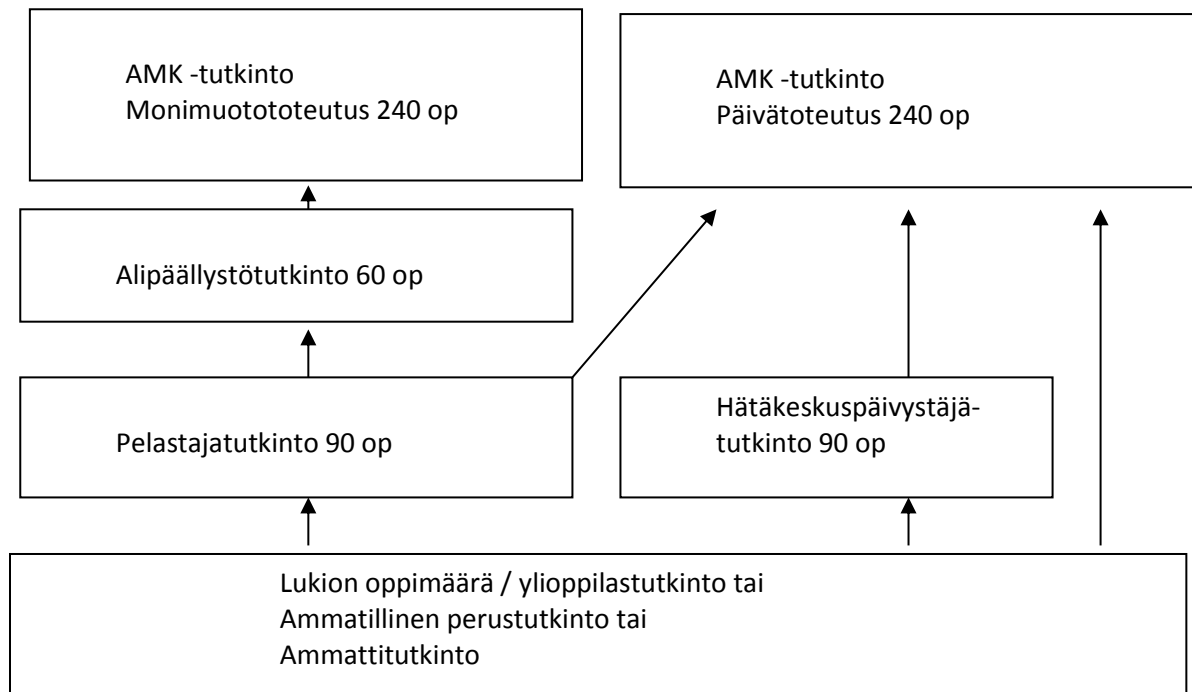 AMK -tutkinto
Monimuotototeutus 240 op
AMK -tutkinto
Päivätoteutus 240 op
Alipäällystötutkinto 60 op
Pelastajatutkinto 90 op
Hätäkeskuspäivystäjä-
tutkinto 90 op
Lukion oppimäärä / ylioppilastutkinto tai
Ammatillinen perustutkinto tai
Ammattitutkinto